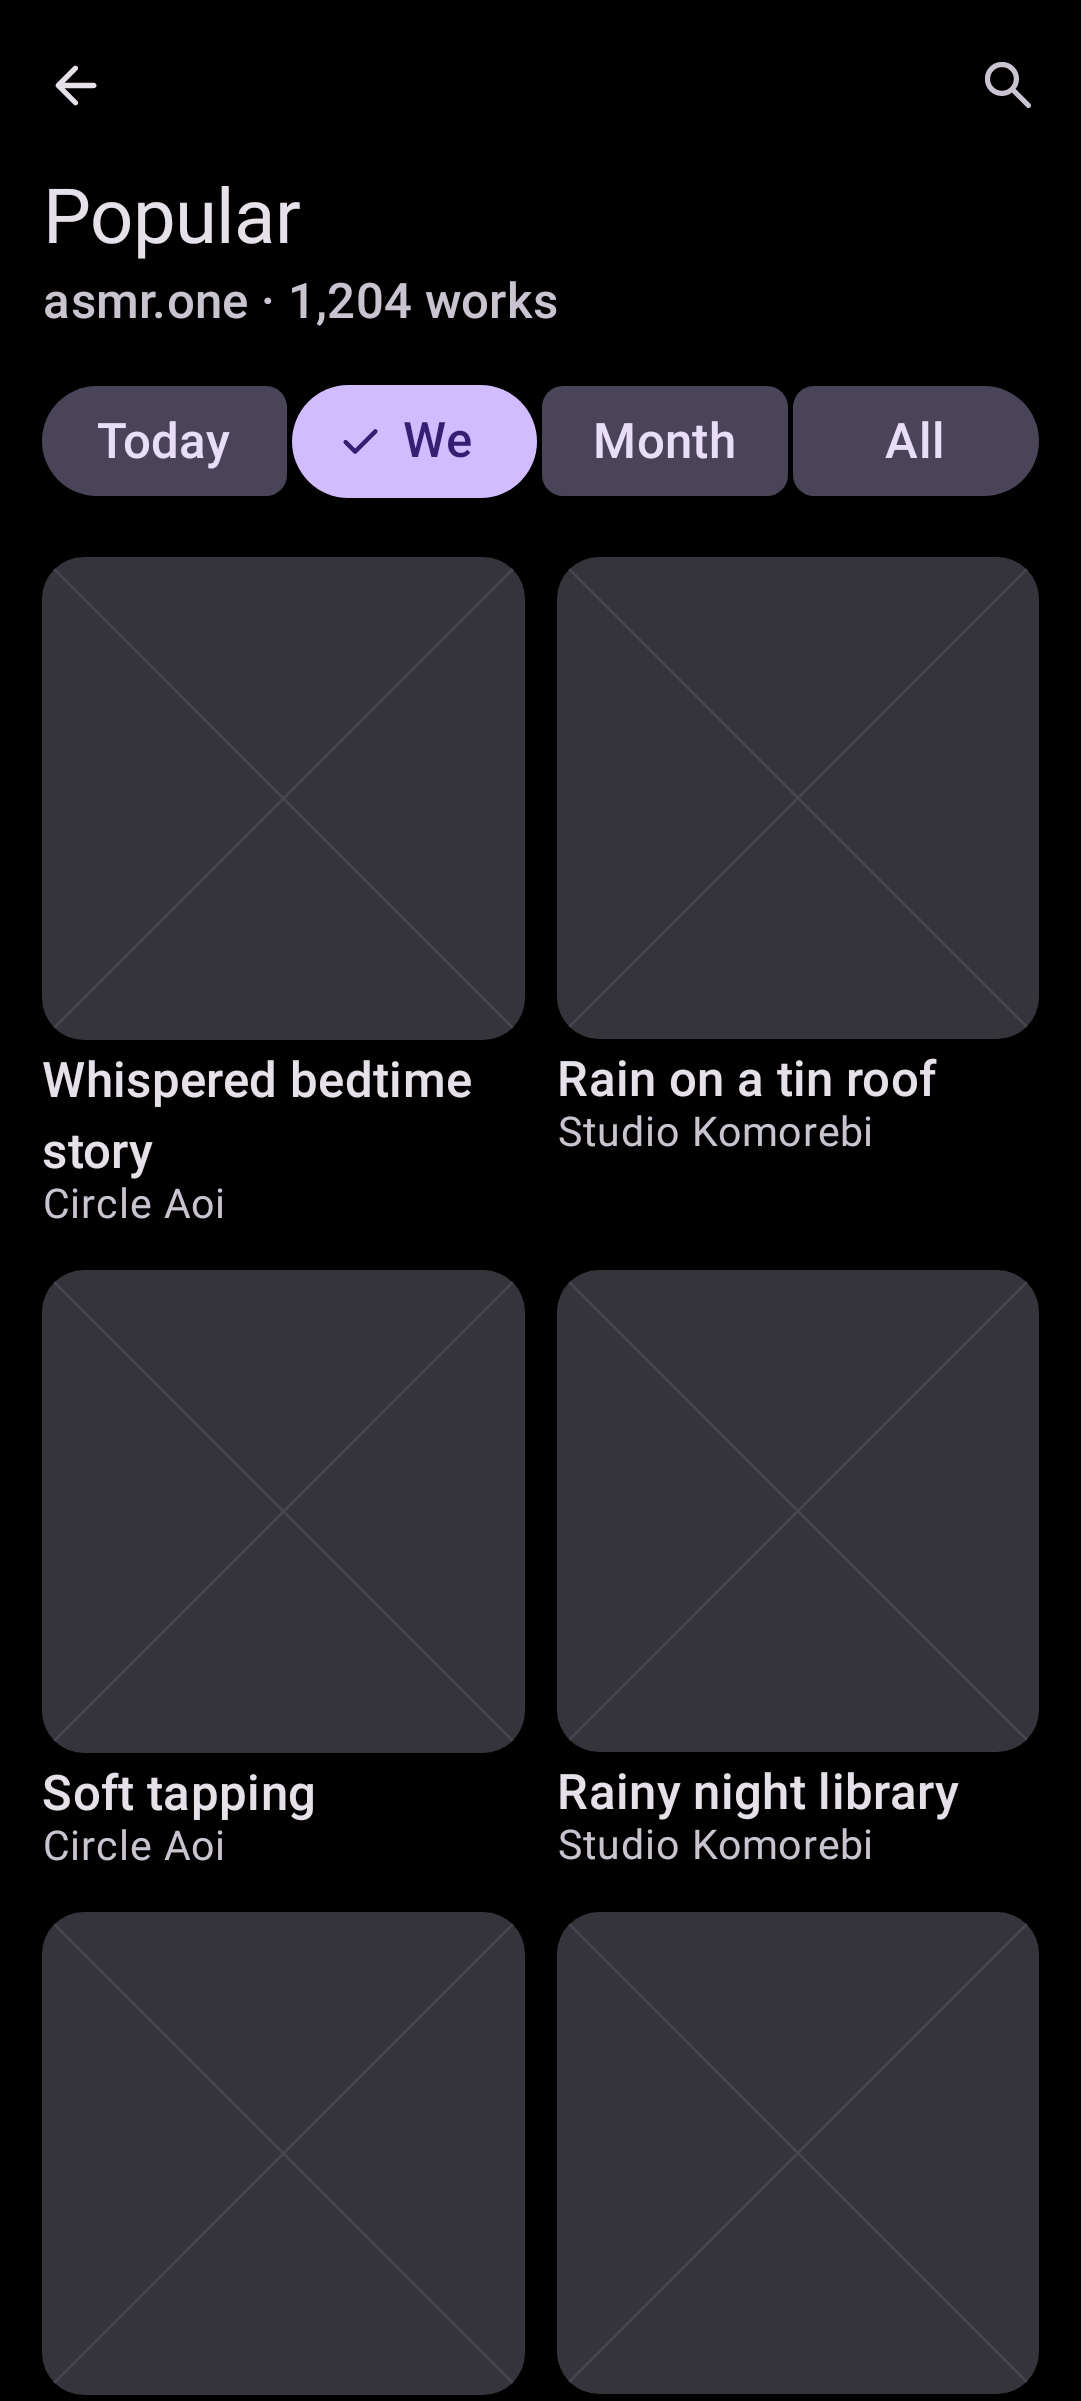 Popular
asmr.one · 1,204 works
Today
We
Month
All
Whispered bedtime
story
Circle Aoi
Rain on a tin roof
Studio Komorebi
Soft tapping
Circle Aoi
Rainy night library
Studio Komorebi